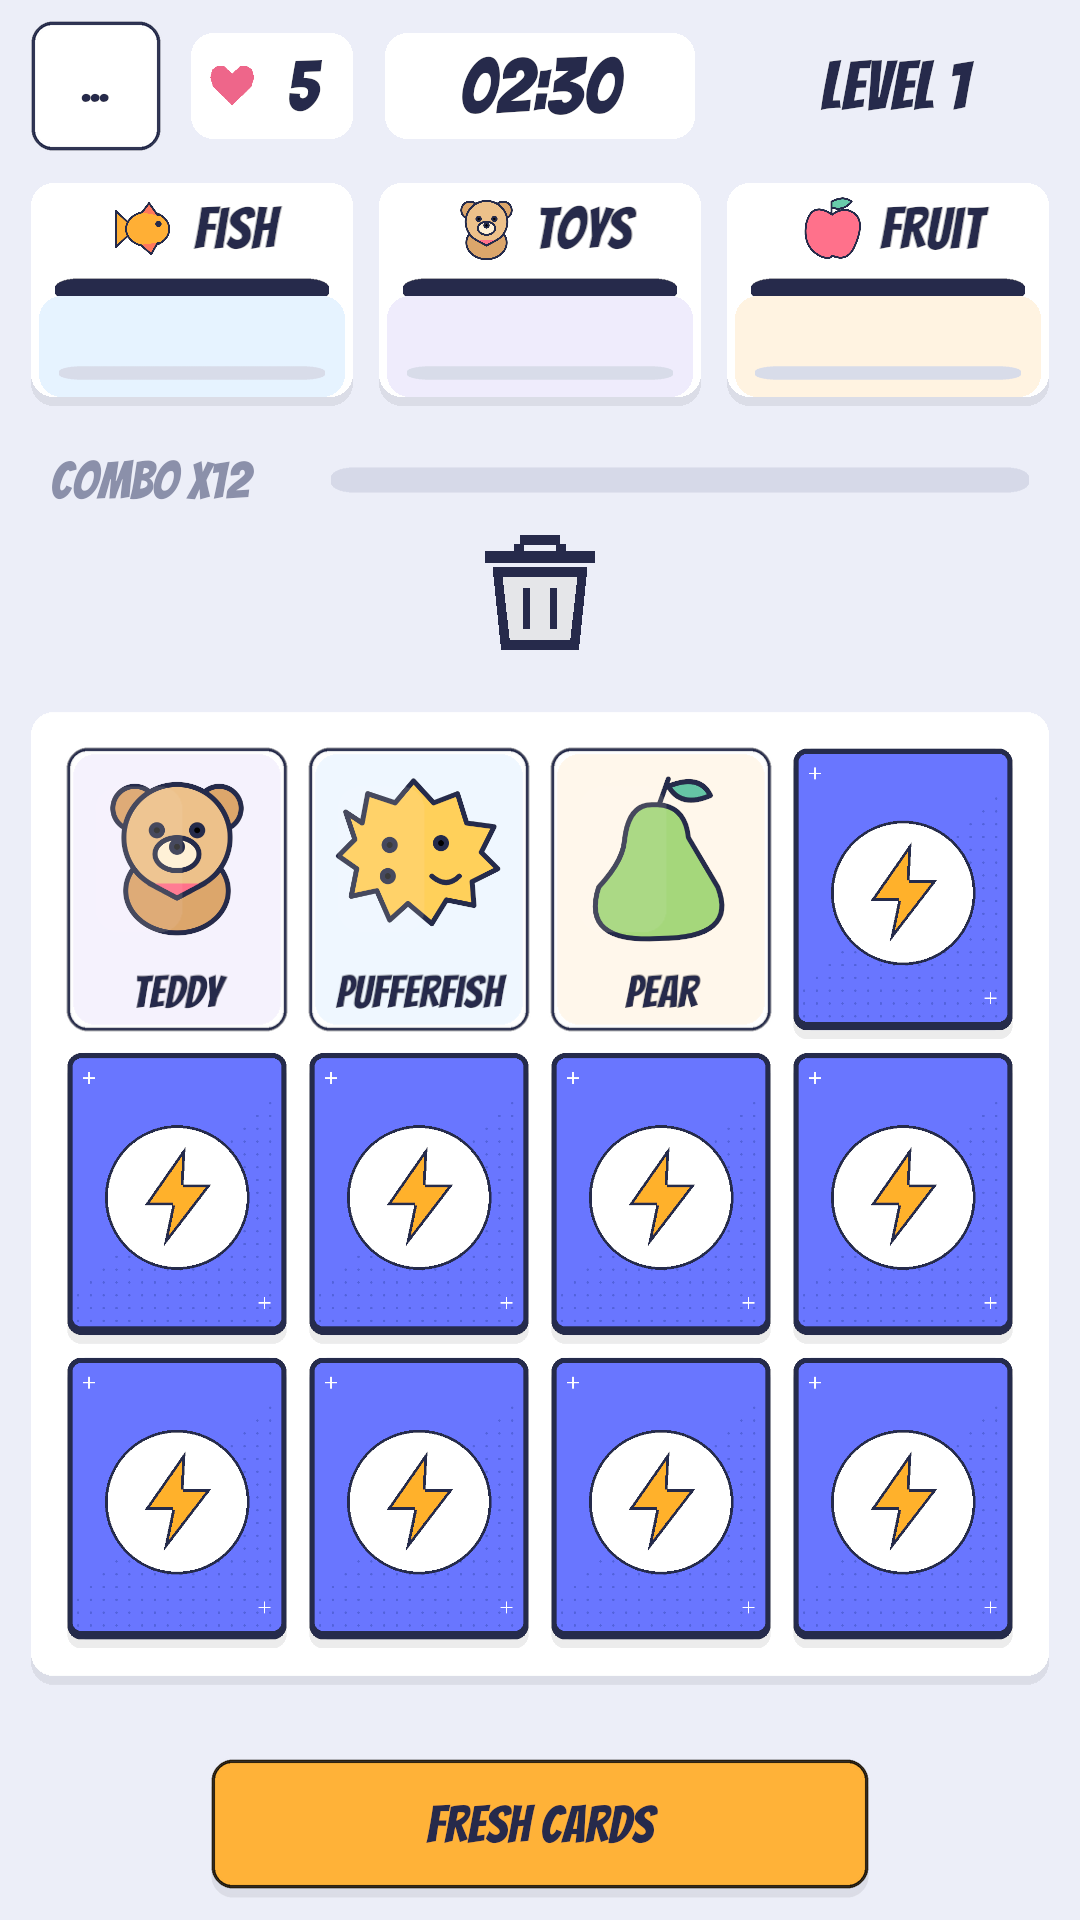 ...
5
02:30
LEVEL 1
FISH
TOYS
FRUIT
COMBO X12
TEDDY
PUFFERFISH
PEAR
FRESH CARDS